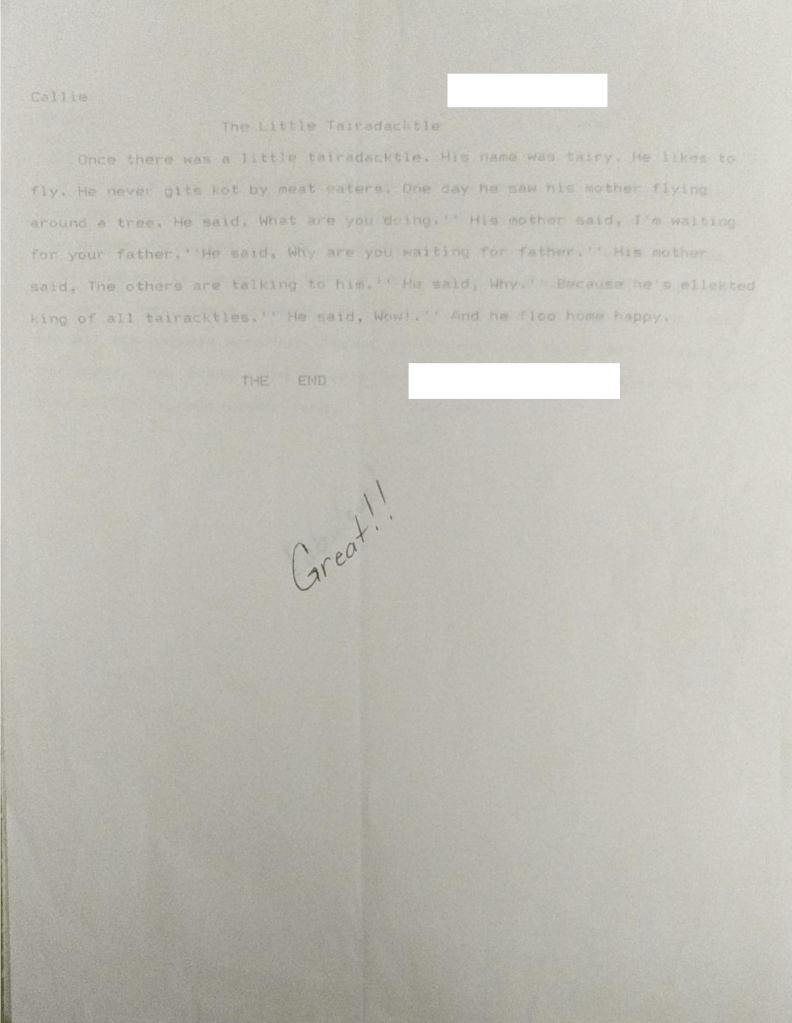 Callie
The Little Tairadacktle
Once there was a little tairadacktle. His name was tairy. He likes to
fly. He never gits kot by meat eaters. One day he saw his mother flying
around a tree. He said, What are you doing.'' His mother said, I'm waiting
for your father.''He said, Why are you waiting for father.'' His mother
said, The others are talking to him.'' He said, Why.'' Because he's ellekted
king of all tairacktles.'' He said, Wow!.'' And he floo home happy.
THE END
Great!!